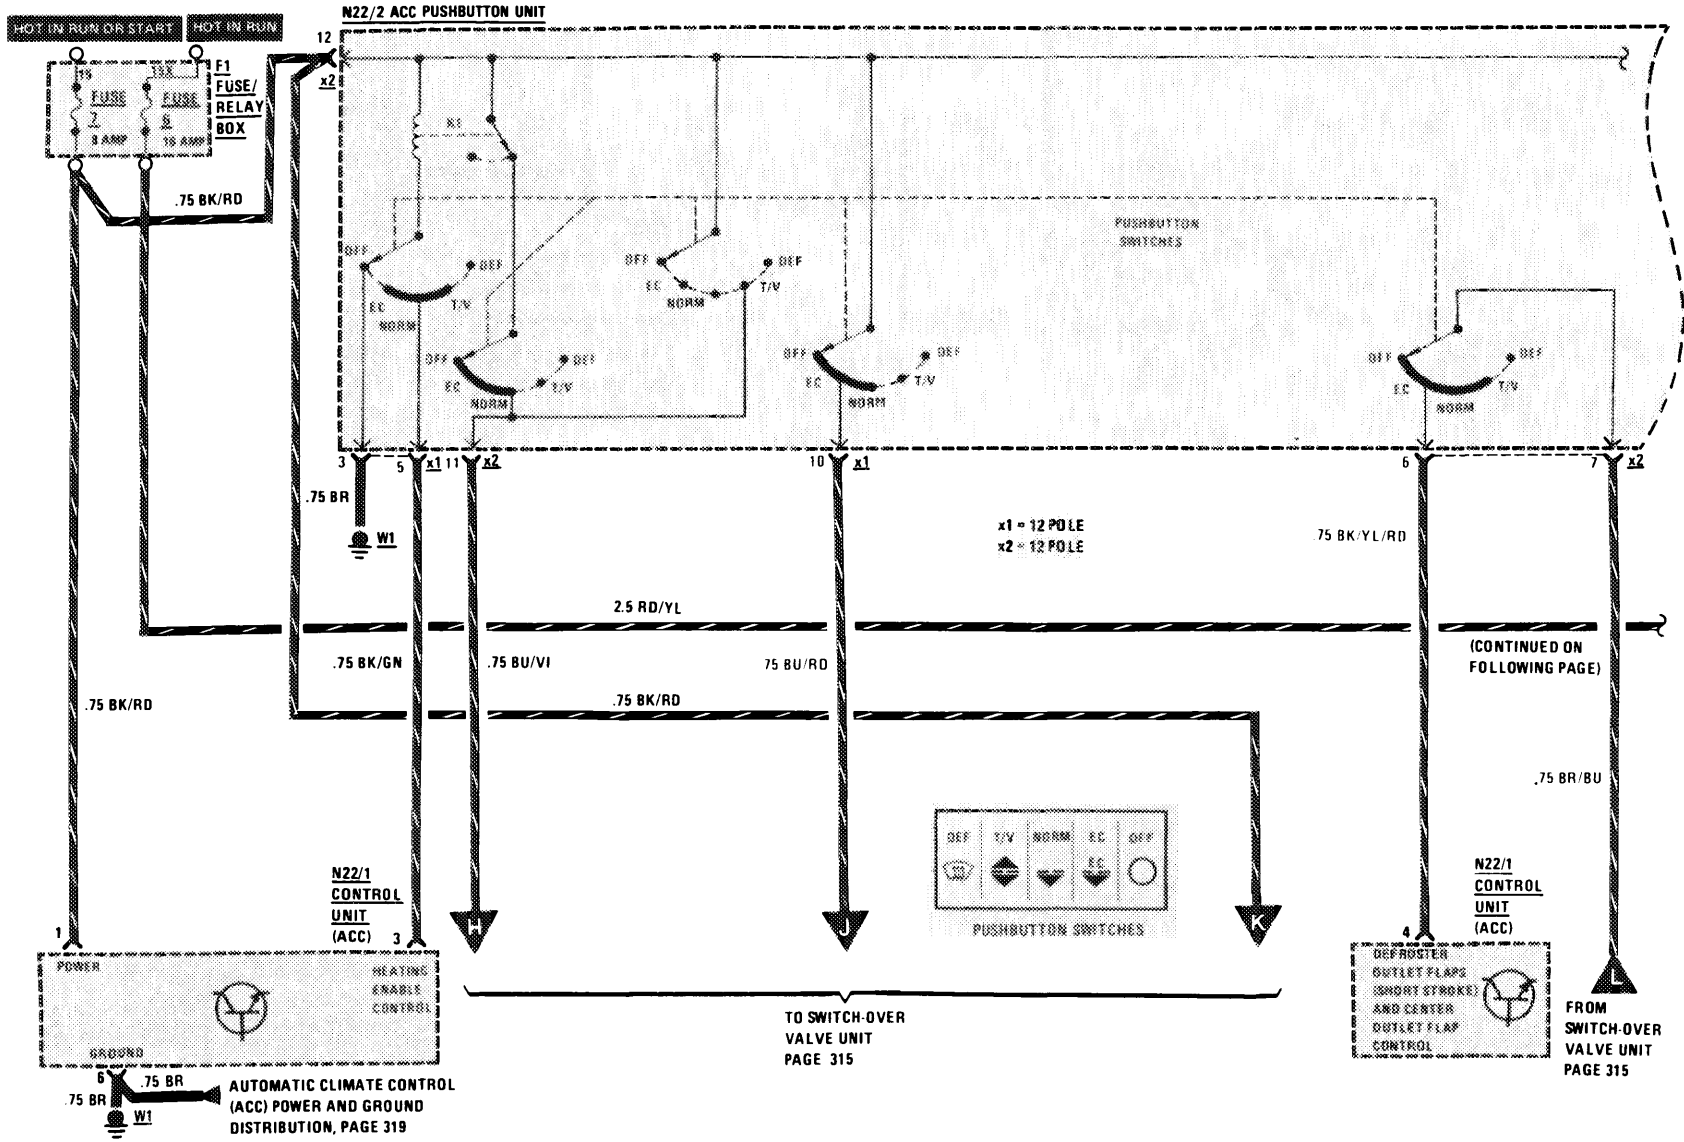 N22/2 ACC PUSHBUTTON UNIT
HOT IN RUN OR START
HOT IN RUN
12
x2
15
15X
F1
FUSE/
RELAY
BOX
FUSE
7
8 AMP
FUSE
6
16 AMP
K1
.75 BK/RD
PUSHBUTTON
SWITCHES
OFF
DEF
EC
T/V
NORM
OFF
DEF
EC
T/V
NORM
OFF
DEF
EC
T/V
NORM
OFF
DEF
EC
T/V
NORM
OFF
DEF
EC
T/V
NORM
3
5
x1
11
x2
10
x1
6
7
x2
.75 BR
W1
x1 = 12 POLE
x2 = 12 POLE
.75 BK/YL/RD
2.5 RD/YL
(CONTINUED ON
FOLLOWING PAGE)
.75 BK/GN
.75 BU/VI
75 BU/RD
.75 BK/RD
.75 BK/RD
.75 BR/BU
DEF
T/V
NORM
EC
OFF
EC
PUSHBUTTON SWITCHES
N22/1
CONTROL
UNIT
(ACC)
N22/1
CONTROL
UNIT
(ACC)
1
3
H
J
K
4
L
POWER
HEATING
ENABLE
CONTROL
GROUND
DEFROSTER
OUTLET FLAPS
(SHORT STROKE)
AND CENTER
OUTLET FLAP
CONTROL
TO SWITCH-OVER
VALVE UNIT
PAGE 315
FROM
SWITCH-OVER
VALVE UNIT
PAGE 315
6
.75 BR
.75 BR
W1
AUTOMATIC CLIMATE CONTROL
(ACC) POWER AND GROUND
DISTRIBUTION, PAGE 319